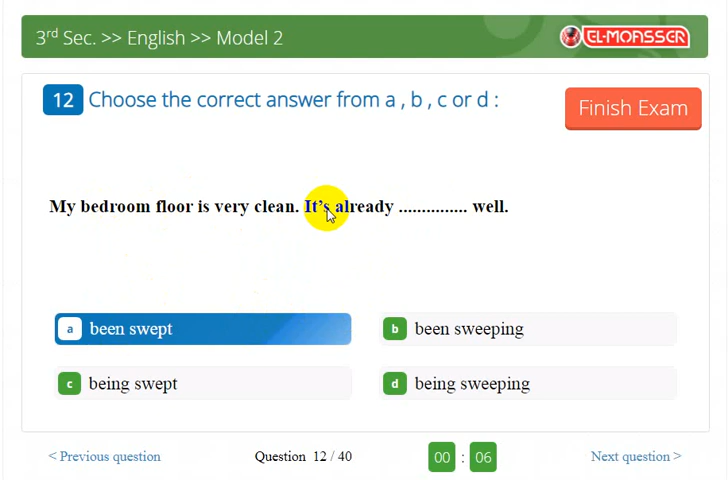 3rd Sec. >> English >> Model 2
EL-MOASSER
12 Choose the correct answer from a , b , c or d :
Finish Exam
My bedroom floor is very clean. It's already ............... well.
a been swept
b been sweeping
c being swept
d being sweeping
< Previous question
Question 12 / 40
00 : 06
Next question >